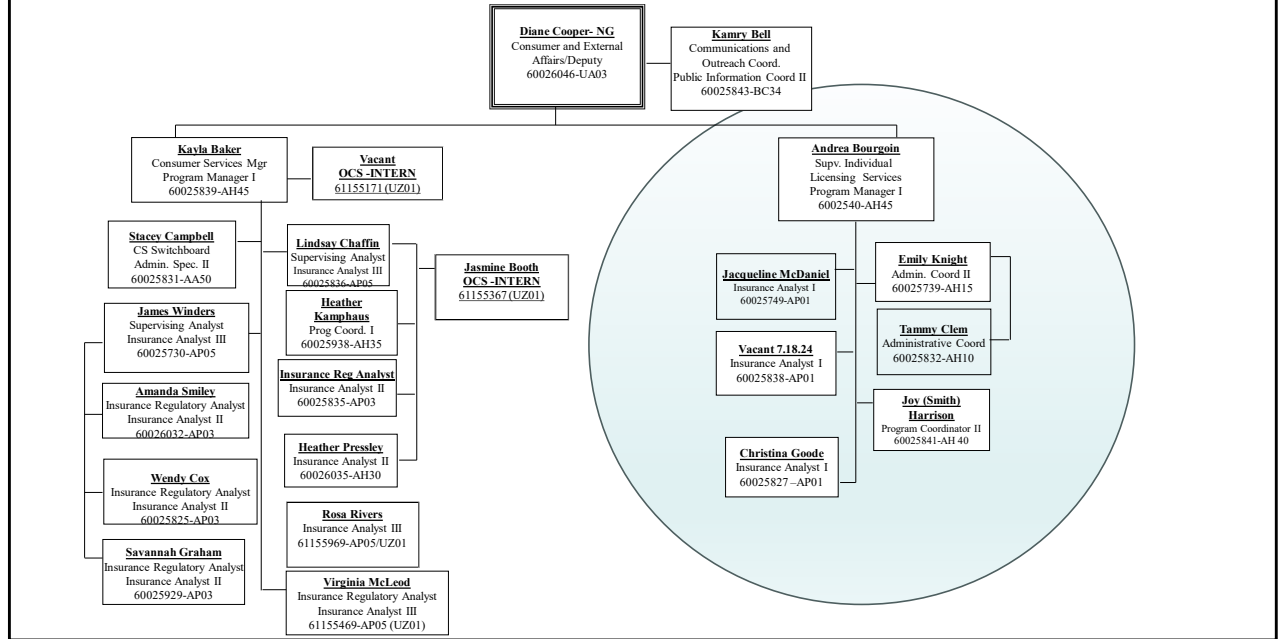 Diane Cooper- NG
Consumer and External
Affairs/Deputy
60026046-UA03
Kamry Bell
Communications and
Outreach Coord.
Public Information Coord II
60025843-BC34
Kayla Baker
Consumer Services Mgr
Program Manager I
60025839-AH45
Vacant
OCS -INTERN
61155171(UZ01)
Andrea Bourgoin
Supv. Individual
Licensing Services
Program Manager I
6002540-AH45
Stacey Campbell
CS Switchboard
Admin. Spec. II
60025831-AA50
Lindsay Chaffin
Supervising Analyst
Insurance Analyst III
60025836-AP05
Jasmine Booth
OCS -INTERN
61155367(UZ01)
James Winders
Supervising Analyst
Insurance Analyst III
60025730-AP05
Heather
Kamphaus
Prog Coord. I
60025938-AH35
Insurance Reg Analyst
Insurance Analyst II
60025835-AP03
Amanda Smiley
Insurance Regulatory Analyst
Insurance Analyst II
60026032-AP03
Heather Pressley
Insurance Analyst II
60026035-AH30
Wendy Cox
Insurance Regulatory Analyst
Insurance Analyst II
60025825-AP03
Rosa Rivers
Insurance Analyst III
61155969-AP05/UZ01
Savannah Graham
Insurance Regulatory Analyst
Insurance Analyst II
60025929-AP03
Virginia McLeod
Insurance Regulatory Analyst
Insurance Analyst III
61155469-AP05 (UZ01)
Jacqueline McDaniel
Insurance Analyst I
60025749-AP01
Emily Knight
Admin. Coord II
60025739-AH15
Vacant 7.18.24
Insurance Analyst I
60025838-AP01
Tammy Clem
Administrative Coord
60025832-AH10
Joy (Smith)
Harrison
Program Coordinator II
60025841-AH 40
Christina Goode
Insurance Analyst I
60025827 –AP01